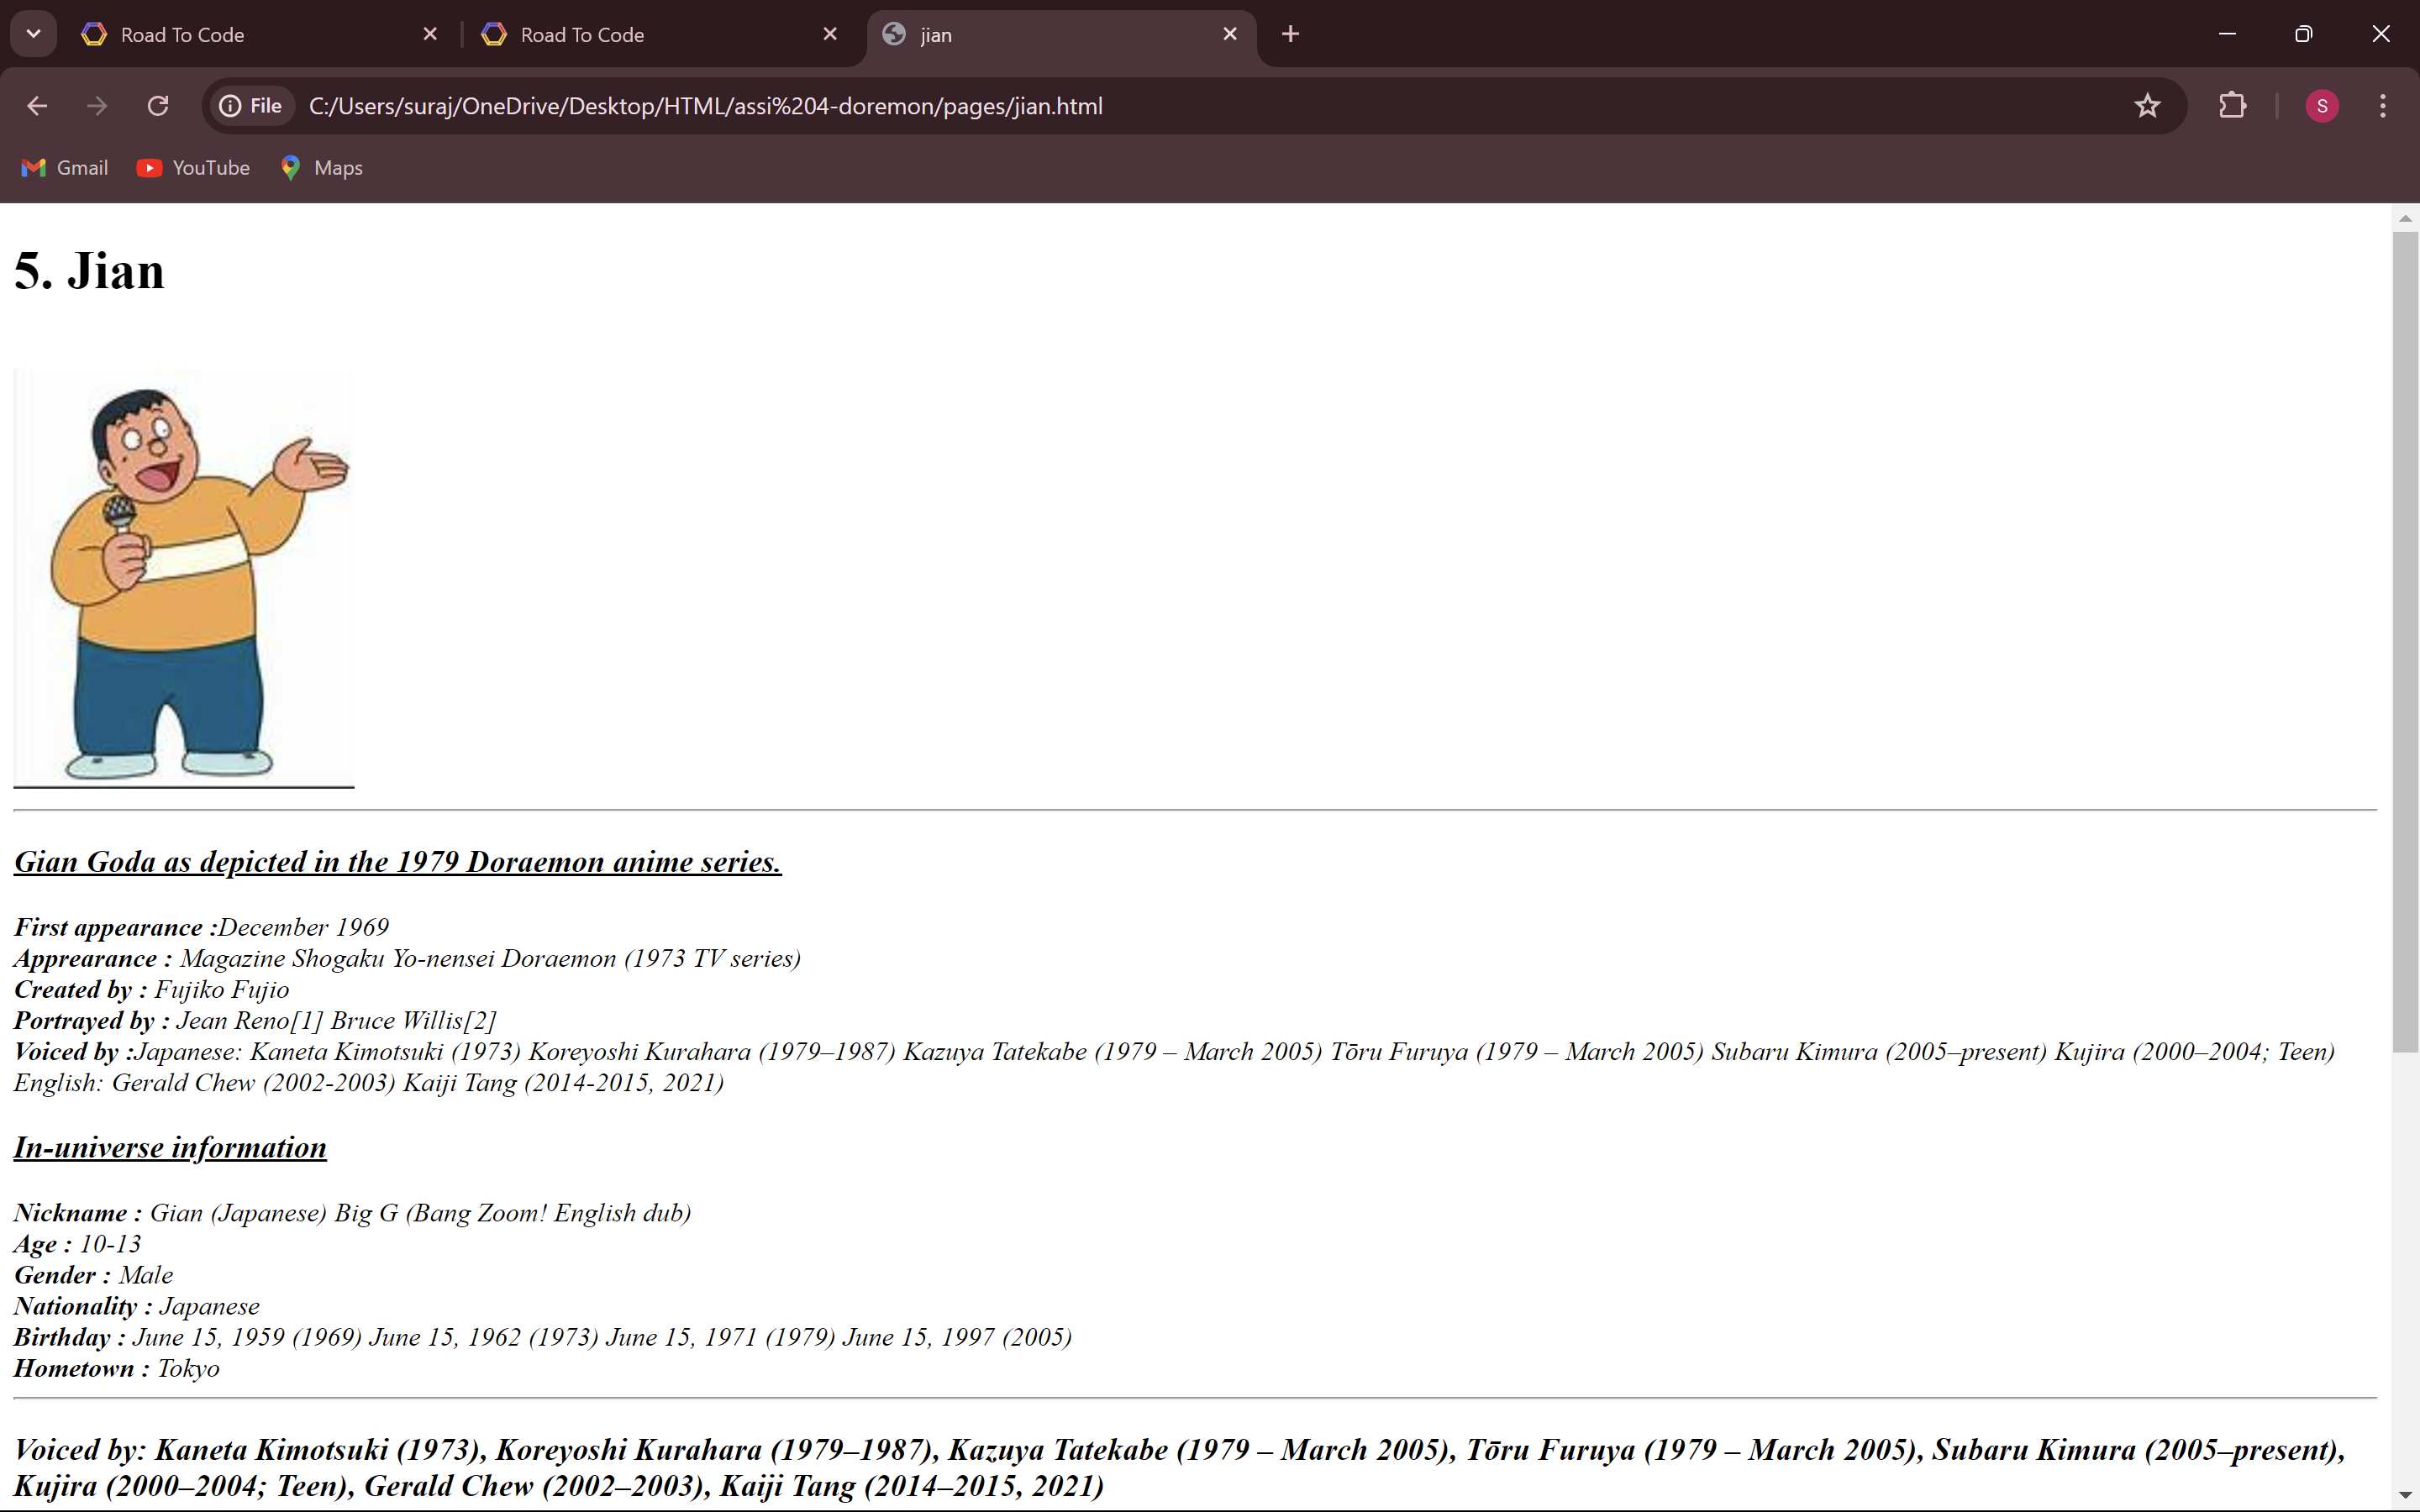 Road To Code
Road To Code
jian
File
C:/Users/suraj/OneDrive/Desktop/HTML/assi%204-doremon/pages/jian.html
S
Gmail
YouTube
Maps
5. Jian
Gian Goda as depicted in the 1979 Doraemon anime series.
First appearance :December 1969
Apprearance : Magazine Shogaku Yo-nensei Doraemon (1973 TV series)
Created by : Fujiko Fujio
Portrayed by : Jean Reno[1] Bruce Willis[2]
Voiced by :Japanese: Kaneta Kimotsuki (1973) Koreyoshi Kurahara (1979–1987) Kazuya Tatekabe (1979 – March 2005) Tōru Furuya (1979 – March 2005) Subaru Kimura (2005–present) Kujira (2000–2004; Teen)
English: Gerald Chew (2002-2003) Kaiji Tang (2014-2015, 2021)
In-universe information
Nickname : Gian (Japanese) Big G (Bang Zoom! English dub)
Age : 10-13
Gender : Male
Nationality : Japanese
Birthday : June 15, 1959 (1969) June 15, 1962 (1973) June 15, 1971 (1979) June 15, 1997 (2005)
Hometown : Tokyo
Voiced by: Kaneta Kimotsuki (1973), Koreyoshi Kurahara (1979–1987), Kazuya Tatekabe (1979 – March 2005), Tōru Furuya (1979 – March 2005), Subaru Kimura (2005–present),
Kujira (2000–2004; Teen), Gerald Chew (2002–2003), Kaiji Tang (2014–2015, 2021)